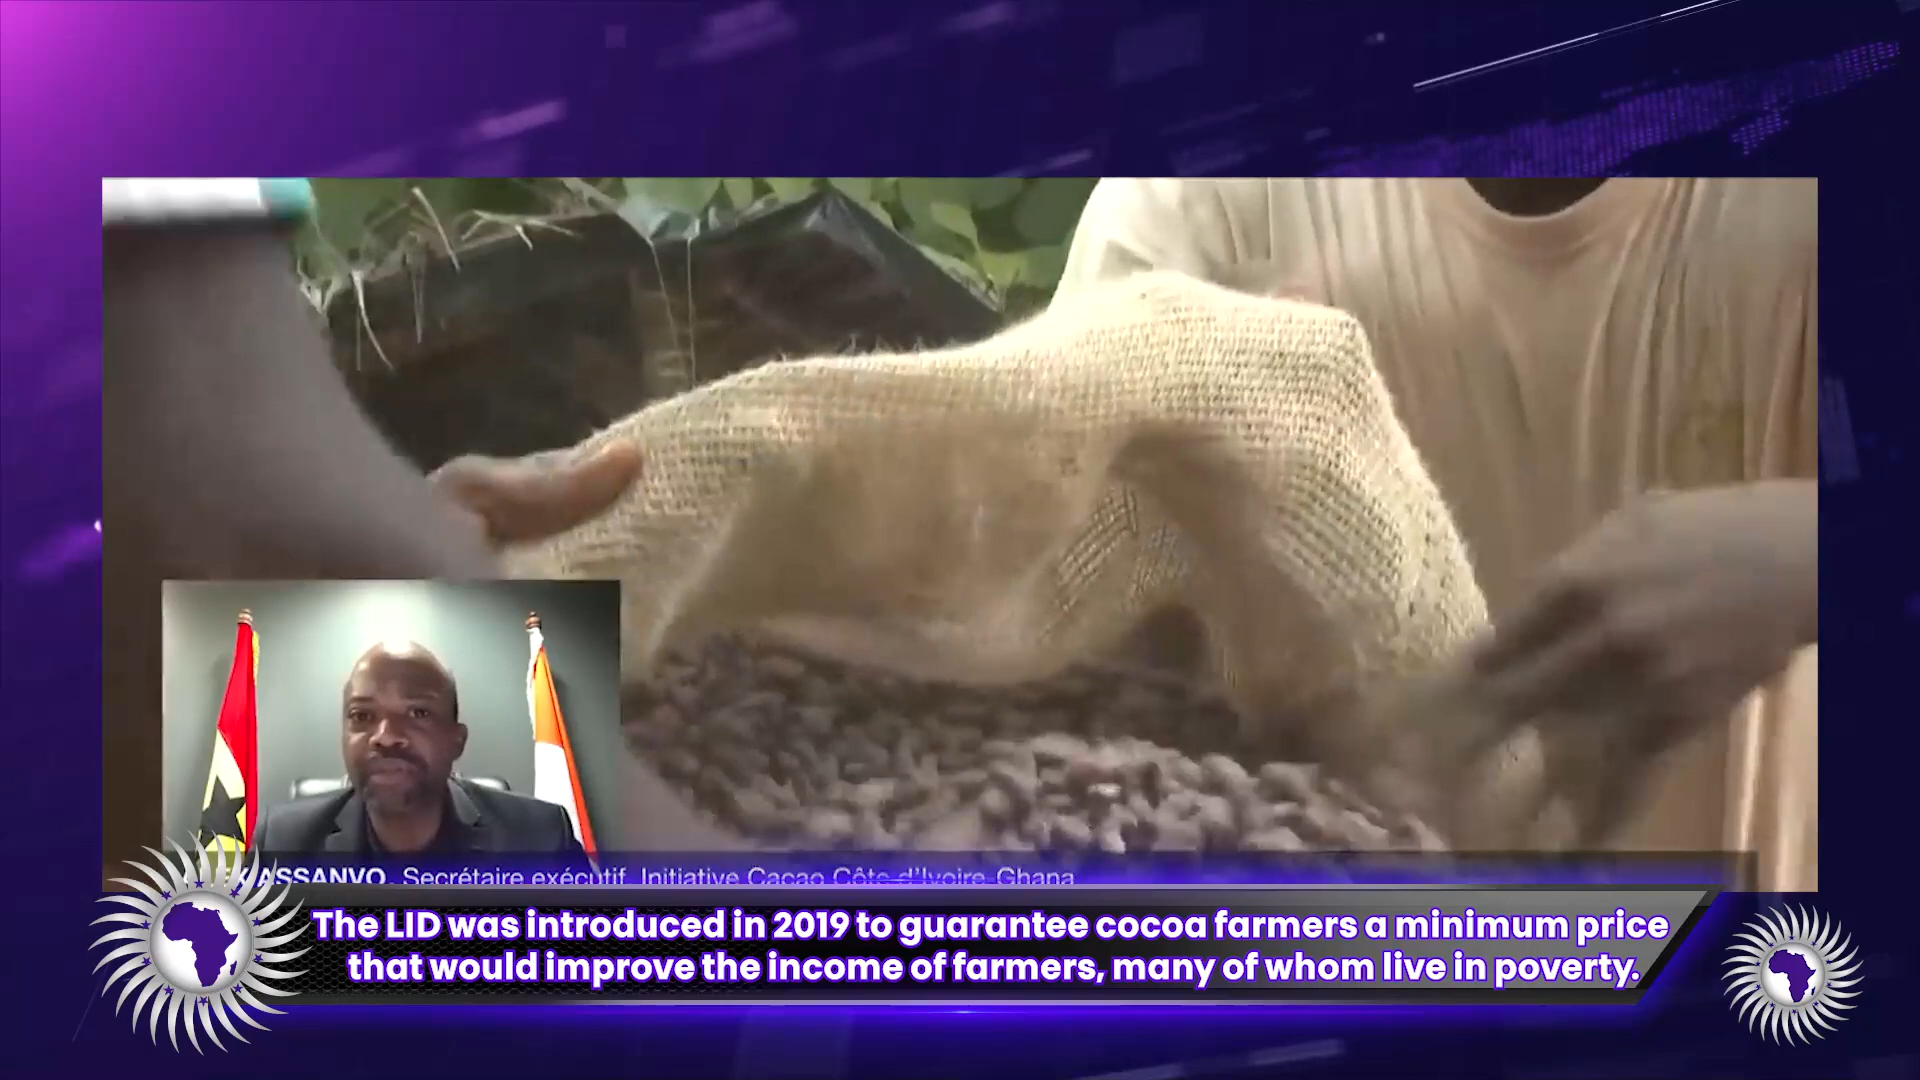 ASSANVO, Secrétaire exécutif, Initiative Cacao Côte d'Ivoire-Ghana
The LID was introduced in 2019 to guarantee cocoa farmers a minimum price
that would improve the income of farmers, many of whom live in poverty.